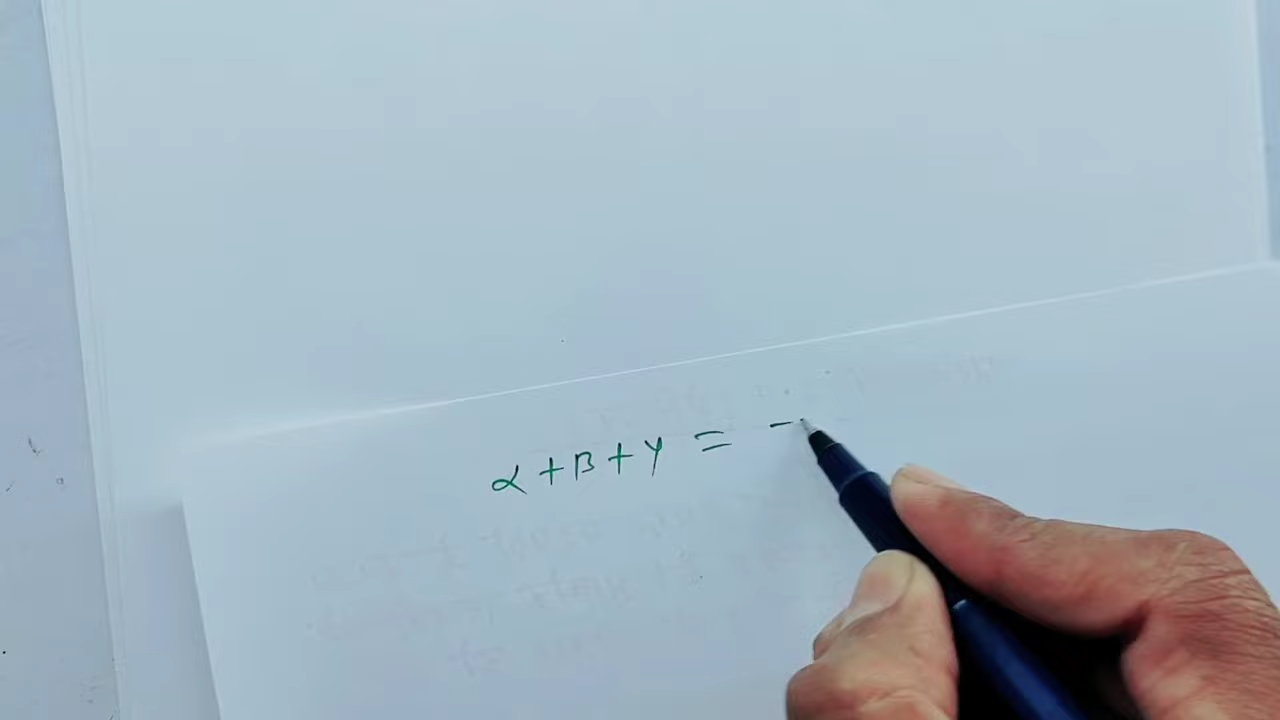 α + β + γ = -